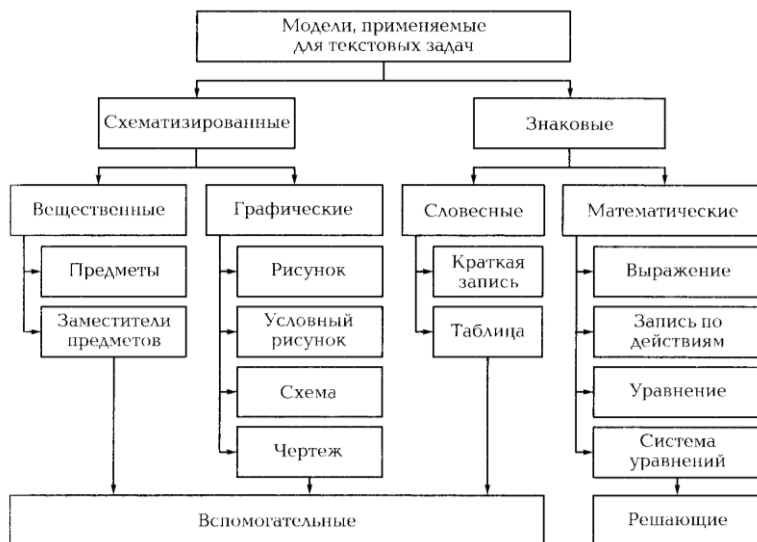 Модели, применяемые
для текстовых задач
Схематизированные
Знаковые
Вещественные
Графические
Словесные
Математические
Предметы
Рисунок
Краткая
запись
Выражение
Заместители
предметов
Условный
рисунок
Таблица
Запись по
действиям
Схема
Уравнение
Чертеж
Система
уравнений
Вспомогательные
Решающие